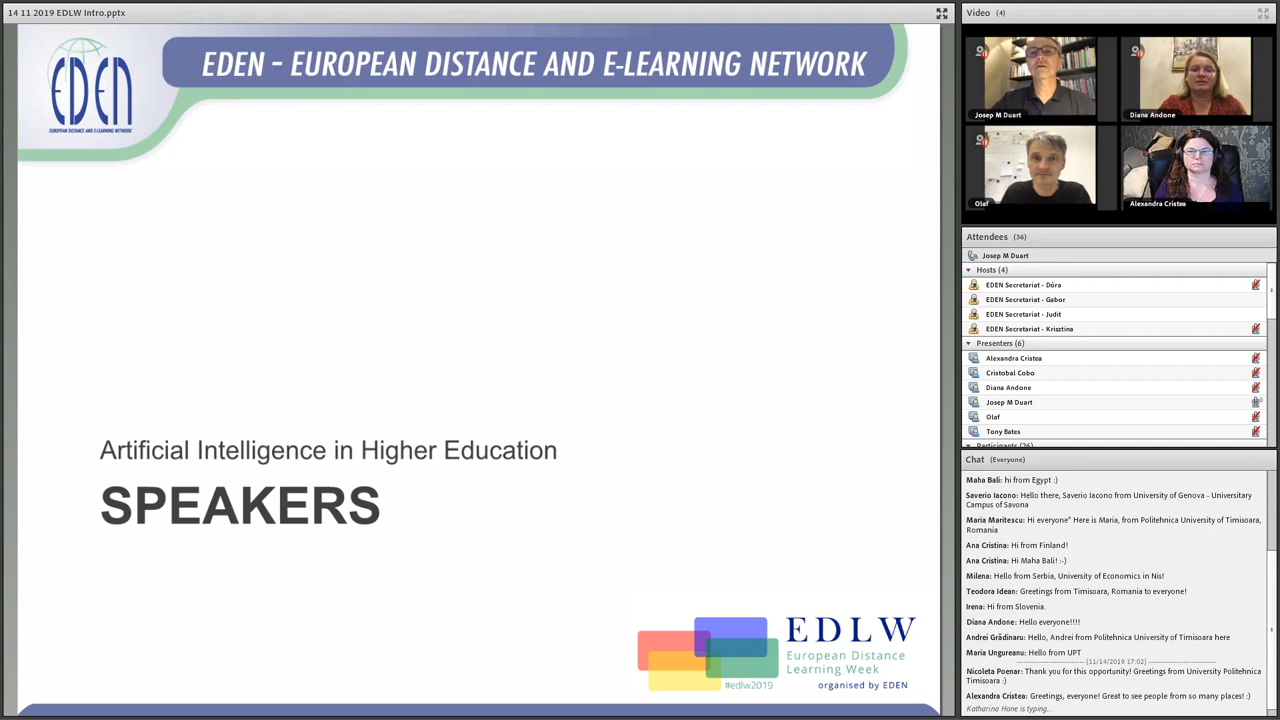 14 11 2019 EDLW Intro.pptx
EDEN
EUROPEAN DISTANCE AND E-LEARNING NETWORK
EDEN – EUROPEAN DISTANCE AND E-LEARNING NETWORK
Artificial Intelligence in Higher Education
SPEAKERS
EDLW
European Distance
Learning Week
#edlw2019
organised by EDEN
Video (4)
Josep M Duart
Diana Andone
Olaf
Alexandra Cristea
Attendees (36)
Josep M Duart
Hosts (4)
EDEN Secretariat - Dóra
EDEN Secretariat - Gabor
EDEN Secretariat - Judit
EDEN Secretariat - Krisztina
Presenters (6)
Alexandra Cristea
Cristobal Cobo
Diana Andone
Josep M Duart
Olaf
Tony Bates
Participants (26)
Chat (Everyone)
Maha Bali: hi from Egypt :)
Saverio Iacono: Hello there, Saverio Iacono from University of Genova - Universitary
Campus of Savona
Maria Maritescu: Hi everyone" Here is Maria, from Politehnica University of Timisoara,
Romania
Ana Cristina: Hi from Finland!
Ana Cristina: Hi Maha Bali! :-)
Milena: Hello from Serbia, University of Economics in Nis!
Teodora Idean: Greetings from Timisoara, Romania to everyone!
Irena: Hi from Slovenia.
Diana Andone: Hello everyone!!!!
Andrei Grădinaru: Hello, Andrei from Politehnica University of Timisoara here
Maria Ungureanu: Hello from UPT
(11/14/2019 17:02)
Nicoleta Poenar: Thank you for this opportunity! Greetings from University Politehnica
Timisoara :)
Alexandra Cristea: Greetings, everyone! Great to see people from so many places! :)
Katharina Hone is typing...